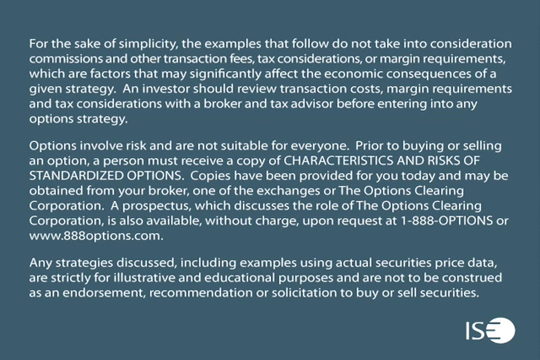 For the sake of simplicity, the examples that follow do not take into consideration
commissions and other transaction fees, tax considerations, or margin requirements,
which are factors that may significantly affect the economic consequences of a
given strategy.  An investor should review transaction costs, margin requirements
and tax considerations with a broker and tax advisor before entering into any
options strategy.
Options involve risk and are not suitable for everyone.  Prior to buying or selling
an option, a person must receive a copy of CHARACTERISTICS AND RISKS OF
STANDARDIZED OPTIONS.  Copies have been provided for you today and may be
obtained from your broker, one of the exchanges or The Options Clearing
Corporation.  A prospectus, which discusses the role of The Options Clearing
Corporation, is also available, without charge, upon request at 1-888-OPTIONS or
www.888options.com.
Any strategies discussed, including examples using actual securities price data,
are strictly for illustrative and educational purposes and are not to be construed
as an endorsement, recommendation or solicitation to buy or sell securities.
ISE